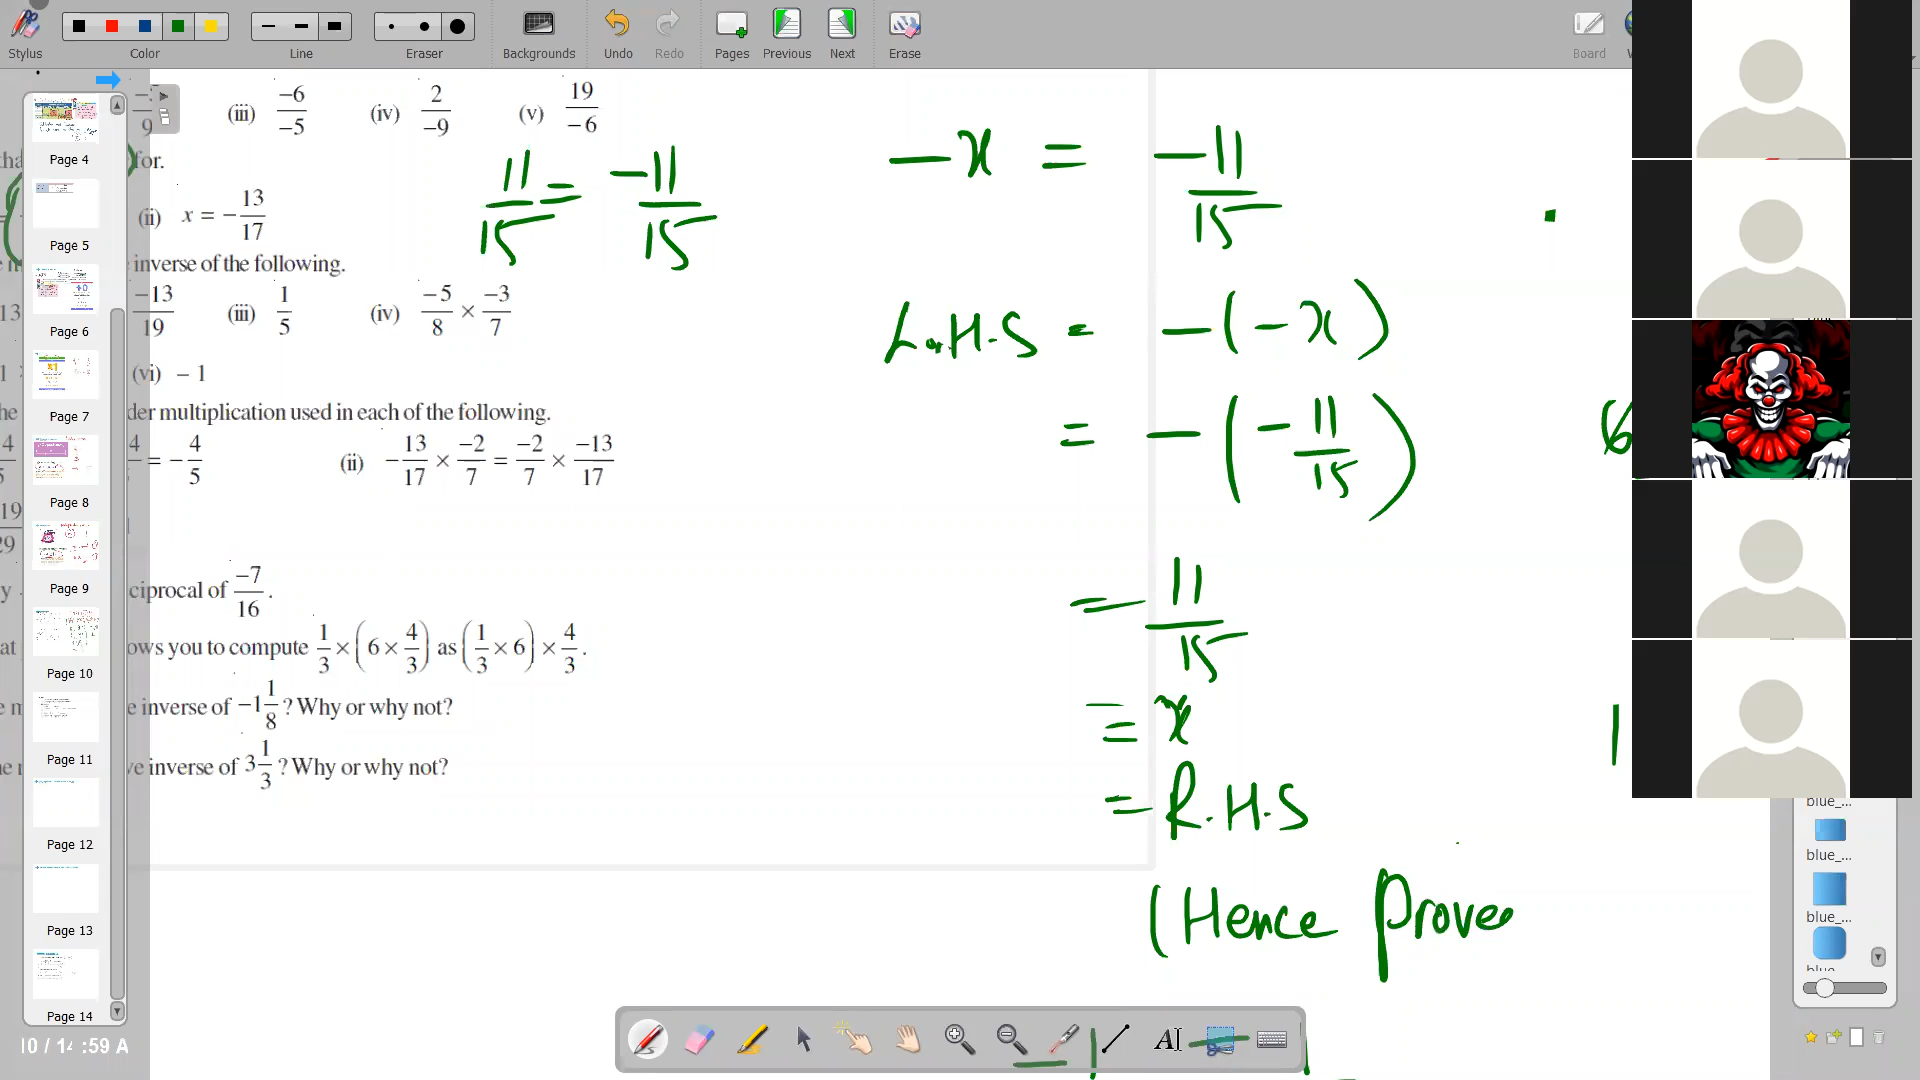 Stylus Color Line Eraser Backgrounds Undo Redo Pages Previous Next Erase Board
(iii) -6/-5 (iv) 2/-9 (v) 19/-6
for.
11/15 = -11/15
-x = -11/15
(ii) x = -13/17
inverse of the following.
-13/19 (iii) 1/5 (iv) -5/8 × -3/7
L.H.S = -(-x)
(vi) -1
der multiplication used in each of the following.
= -(-11/15)
= -4/5 (ii) -13/17 × -2/7 = -2/7 × -13/17
ciprocal of -7/16.
= 11/15
ows you to compute 1/3 × (6 × 4/3) as (1/3 × 6) × 4/3.
e inverse of -1 1/8? Why or why not?
= x
e inverse of 3 1/3? Why or why not?
= R.H.S
(Hence Prove
Page 4
Page 5
Page 6
Page 7
Page 8
Page 9
Page 10
Page 11
Page 12
Page 13
Page 14
blue_...
blue_...
blue_...